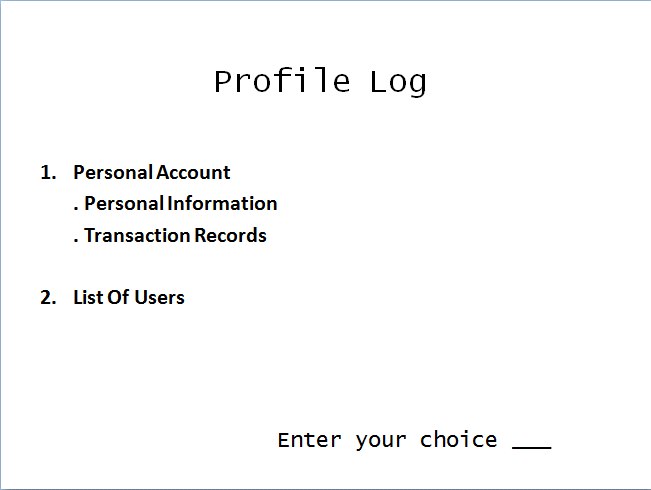 Profile Log
1. Personal Account
. Personal Information
. Transaction Records
2. List Of Users
Enter your choice ___